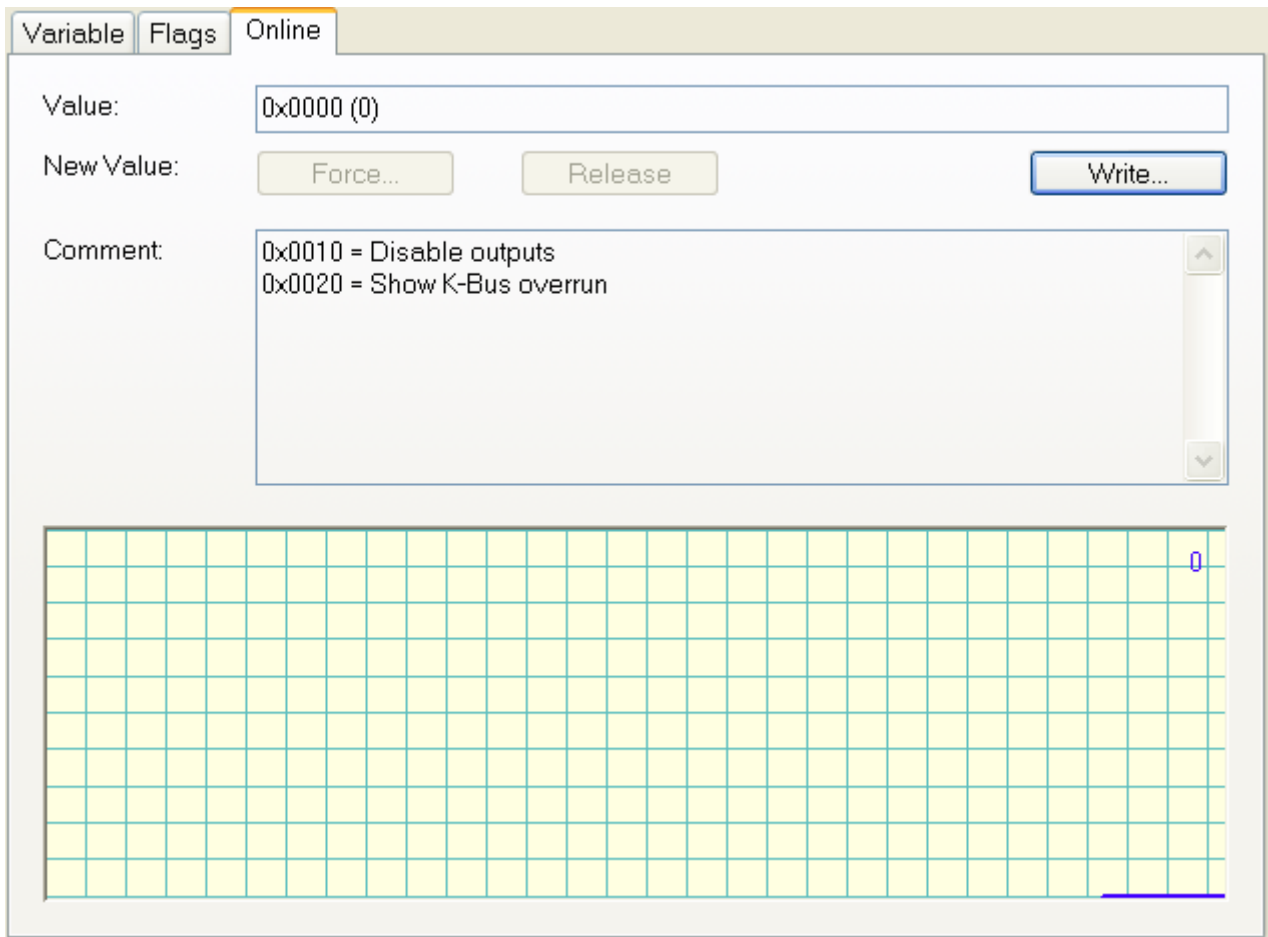 Variable Flags Online
Value: 0x0000 (0)
New Value: Force... Release Write...
Comment: 0x0010 = Disable outputs
0x0020 = Show K-Bus overrun
0